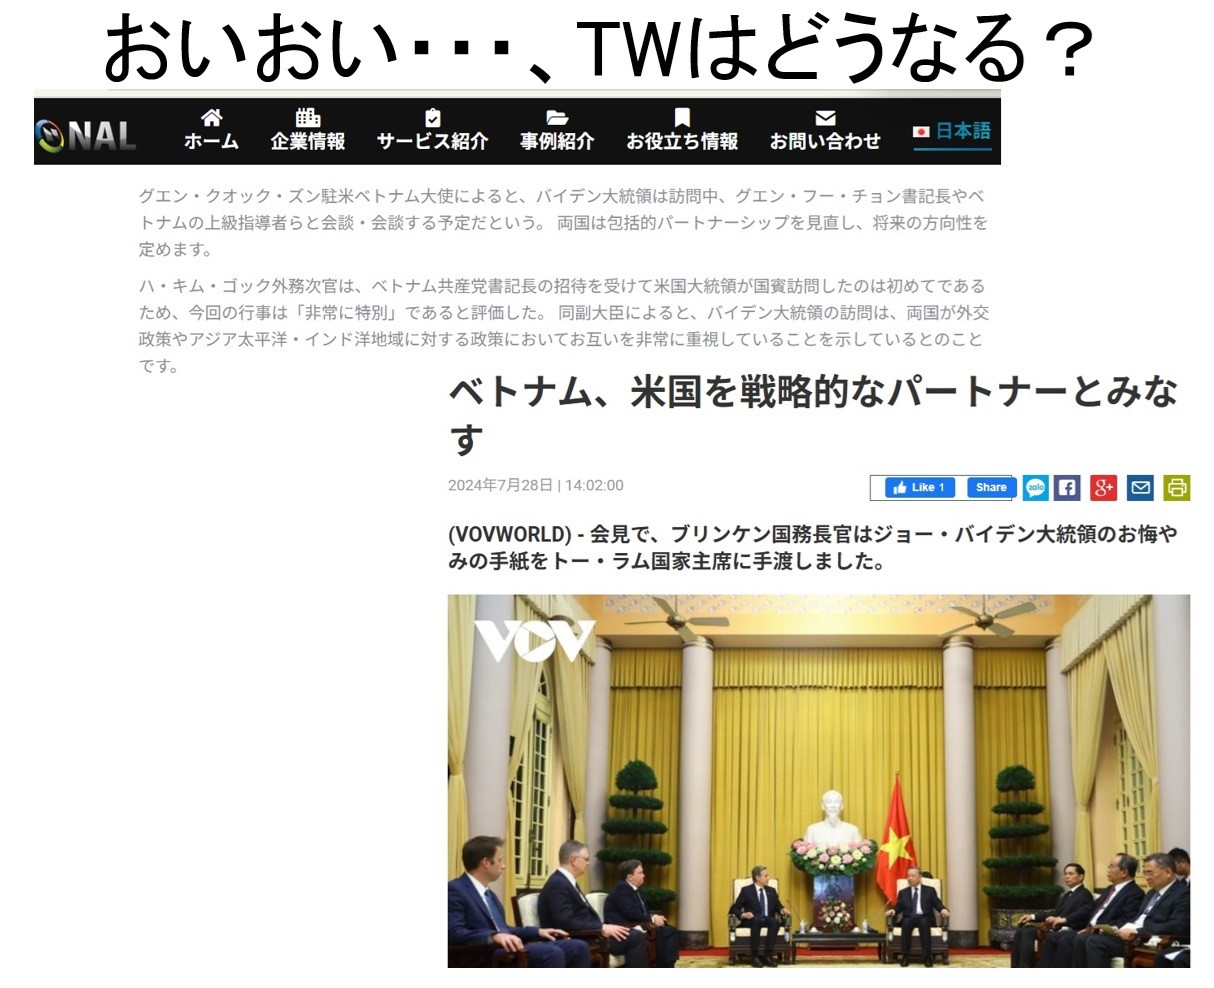 おいおい・・・、TWはどうなる？
NAL
ホーム
企業情報
サービス紹介
事例紹介
お役立ち情報
お問い合わせ
日本語
グエン・クオック・ズン駐米ベトナム大使によると、バイデン大統領は訪問中、グエン・フー・チョン書記長やベ
トナムの上級指導者らと会談・会談する予定だという。 両国は包括的パートナーシップを見直し、将来の方向性を
定めます。
ハ・キム・ゴック外務次官は、ベトナム共産党書記長の招待を受けて米国大統領が国賓訪問したのは初めてである
ため、今回の行事は「非常に特別」であると評価した。 同副大臣によると、バイデン大統領の訪問は、両国が外交
政策やアジア太平洋・インド洋地域に対する政策においてお互いを非常に重視していることを示しているとのこと
です。
ベトナム、米国を戦略的なパートナーとみな
す
2024年7月28日 | 14:02:00
Like 1
Share
zalo
(VOVWORLD) - 会見で、ブリンケン国務長官はジョー・バイデン大統領のお悔や
みの手紙をトー・ラム国家主席に手渡しました。
VOV